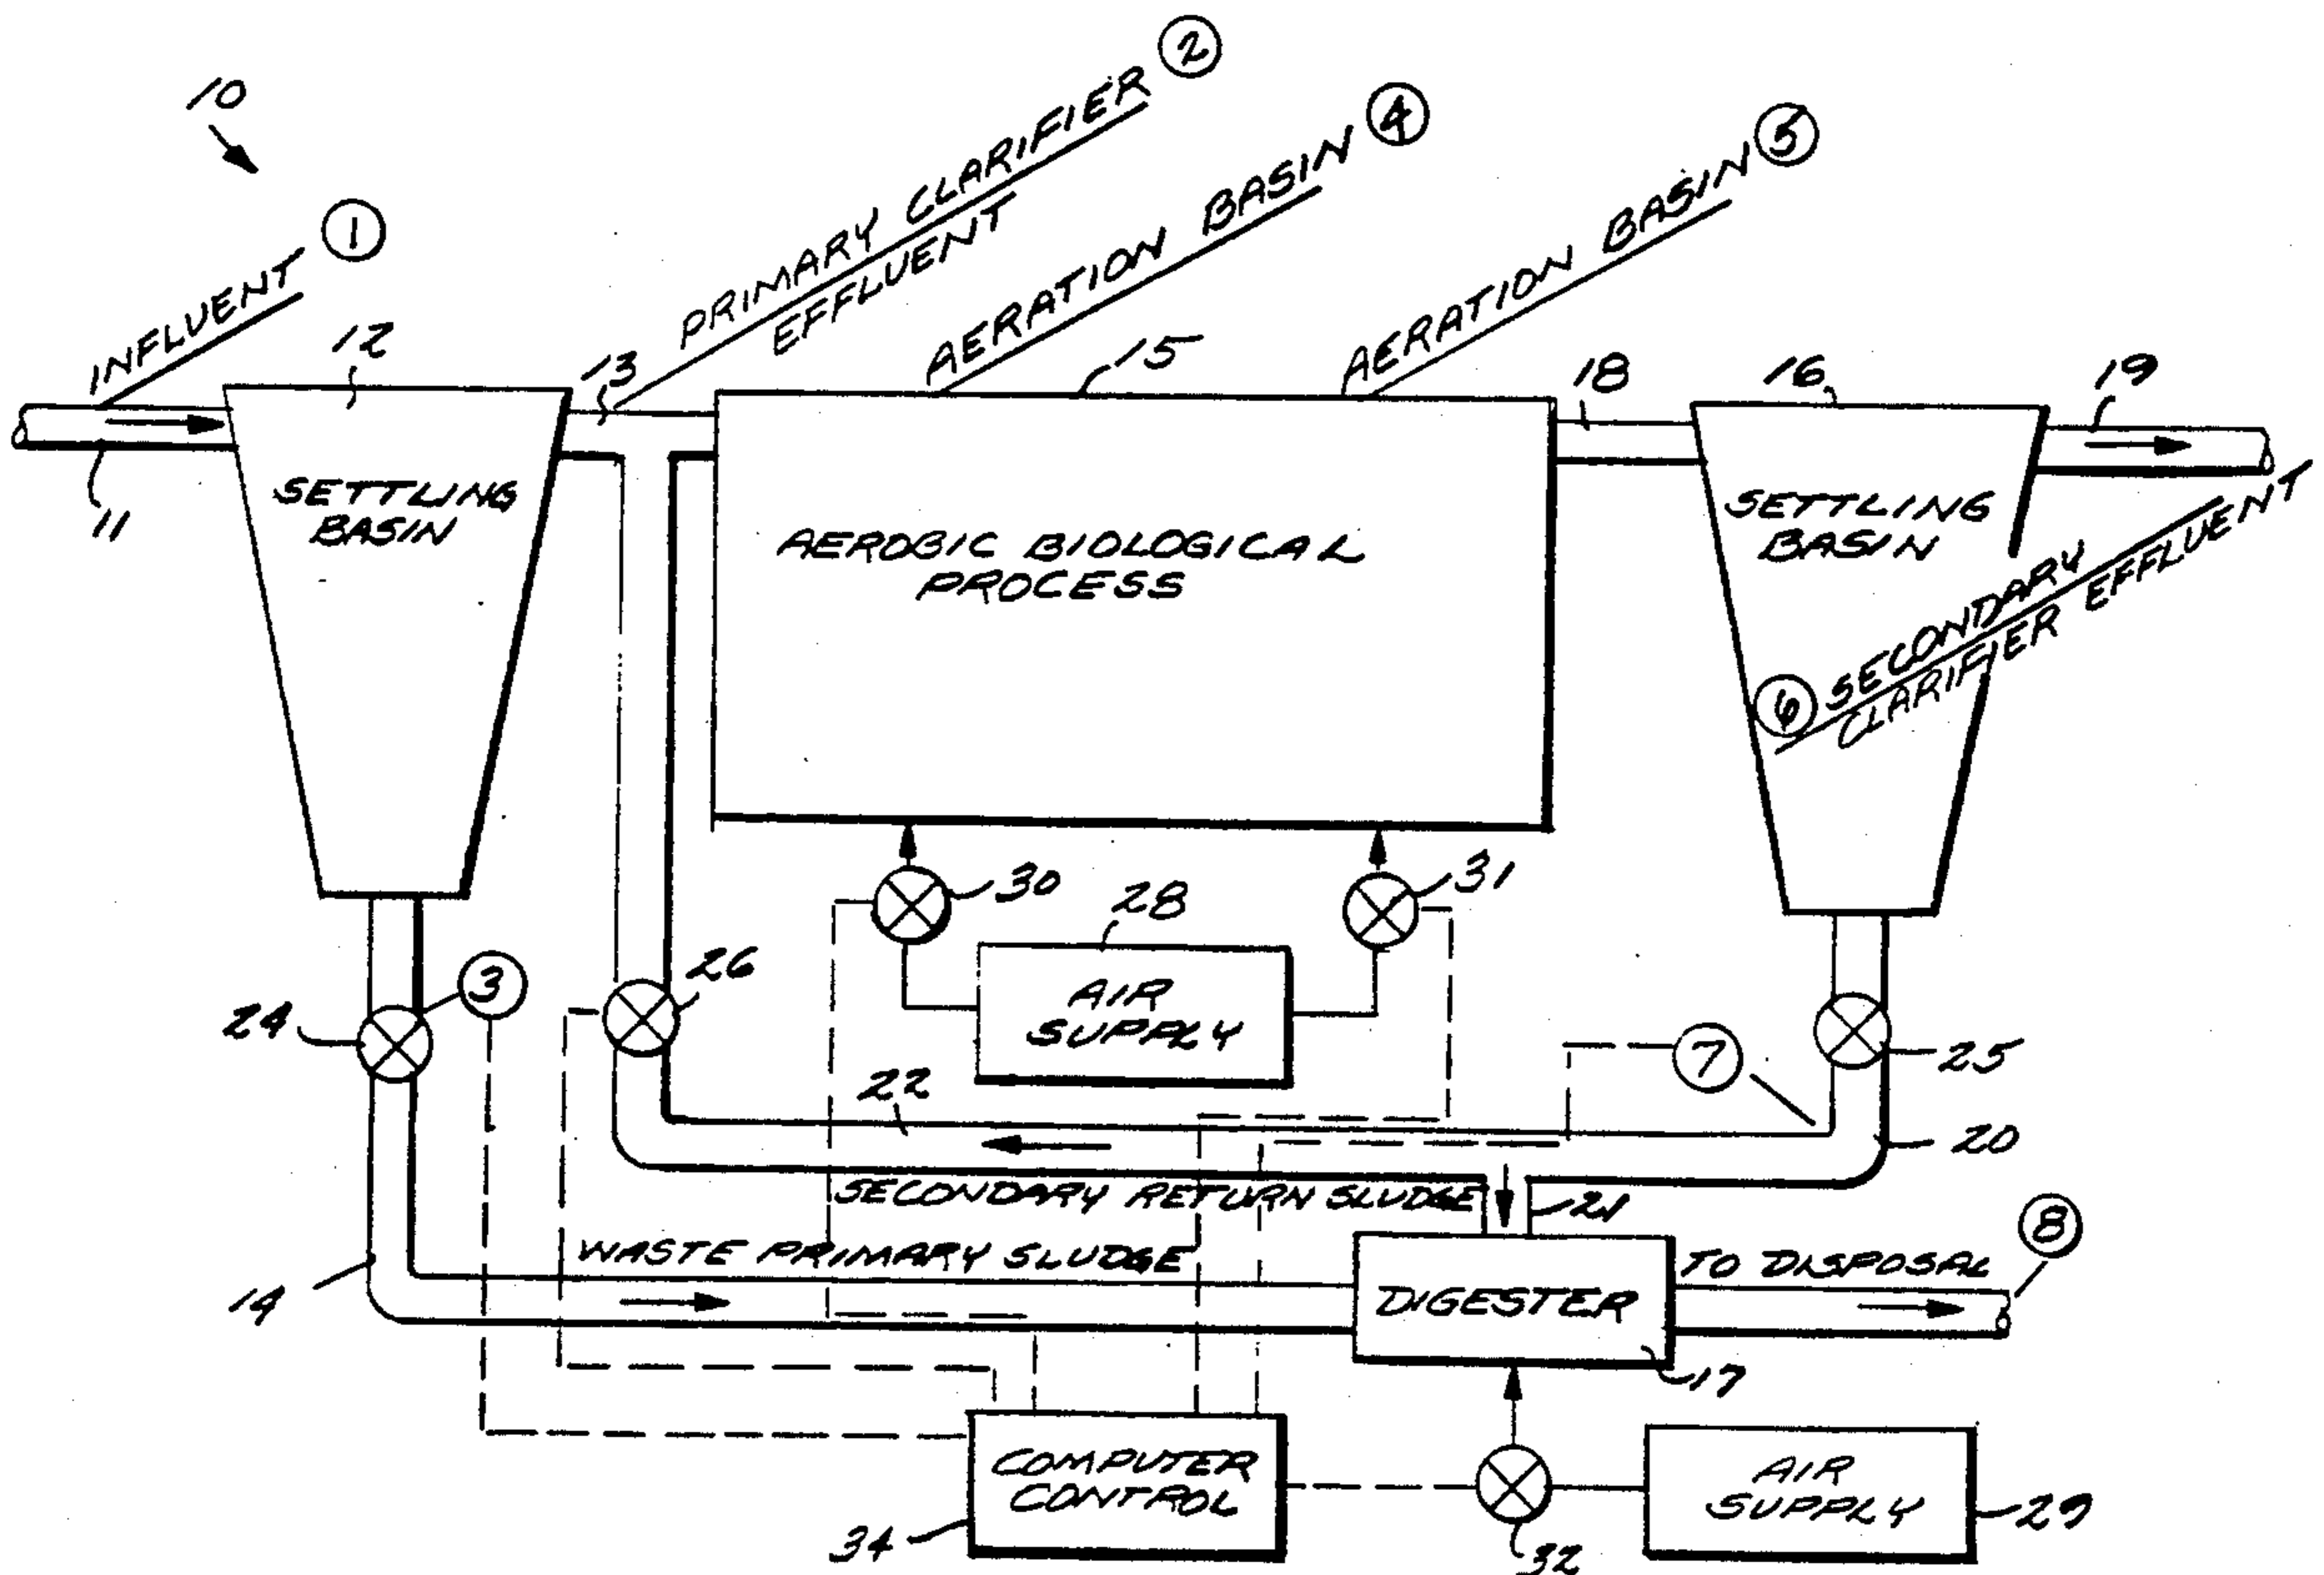 10
INFLUENT ①
PRIMARY CLARIFIER ②
EFFLUENT
AERATION BASIN ④
AERATION BASIN ⑤
12
13
15
18
16
19
11
SETTLING
BASIN
AEROBIC BIOLOGICAL
PROCESS
SETTLING
BASIN
⑥ SECONDARY
CLARIFIER EFFLUENT
30
31
28
AIR
SUPPLY
24
③
26
⑦
25
22
20
SECONDARY RETURN SLUDGE
21
WASTE PRIMARY SLUDGE
14
DIGESTER
17
TO DISPOSAL
⑧
COMPUTER
CONTROL
34
32
AIR
SUPPLY
29